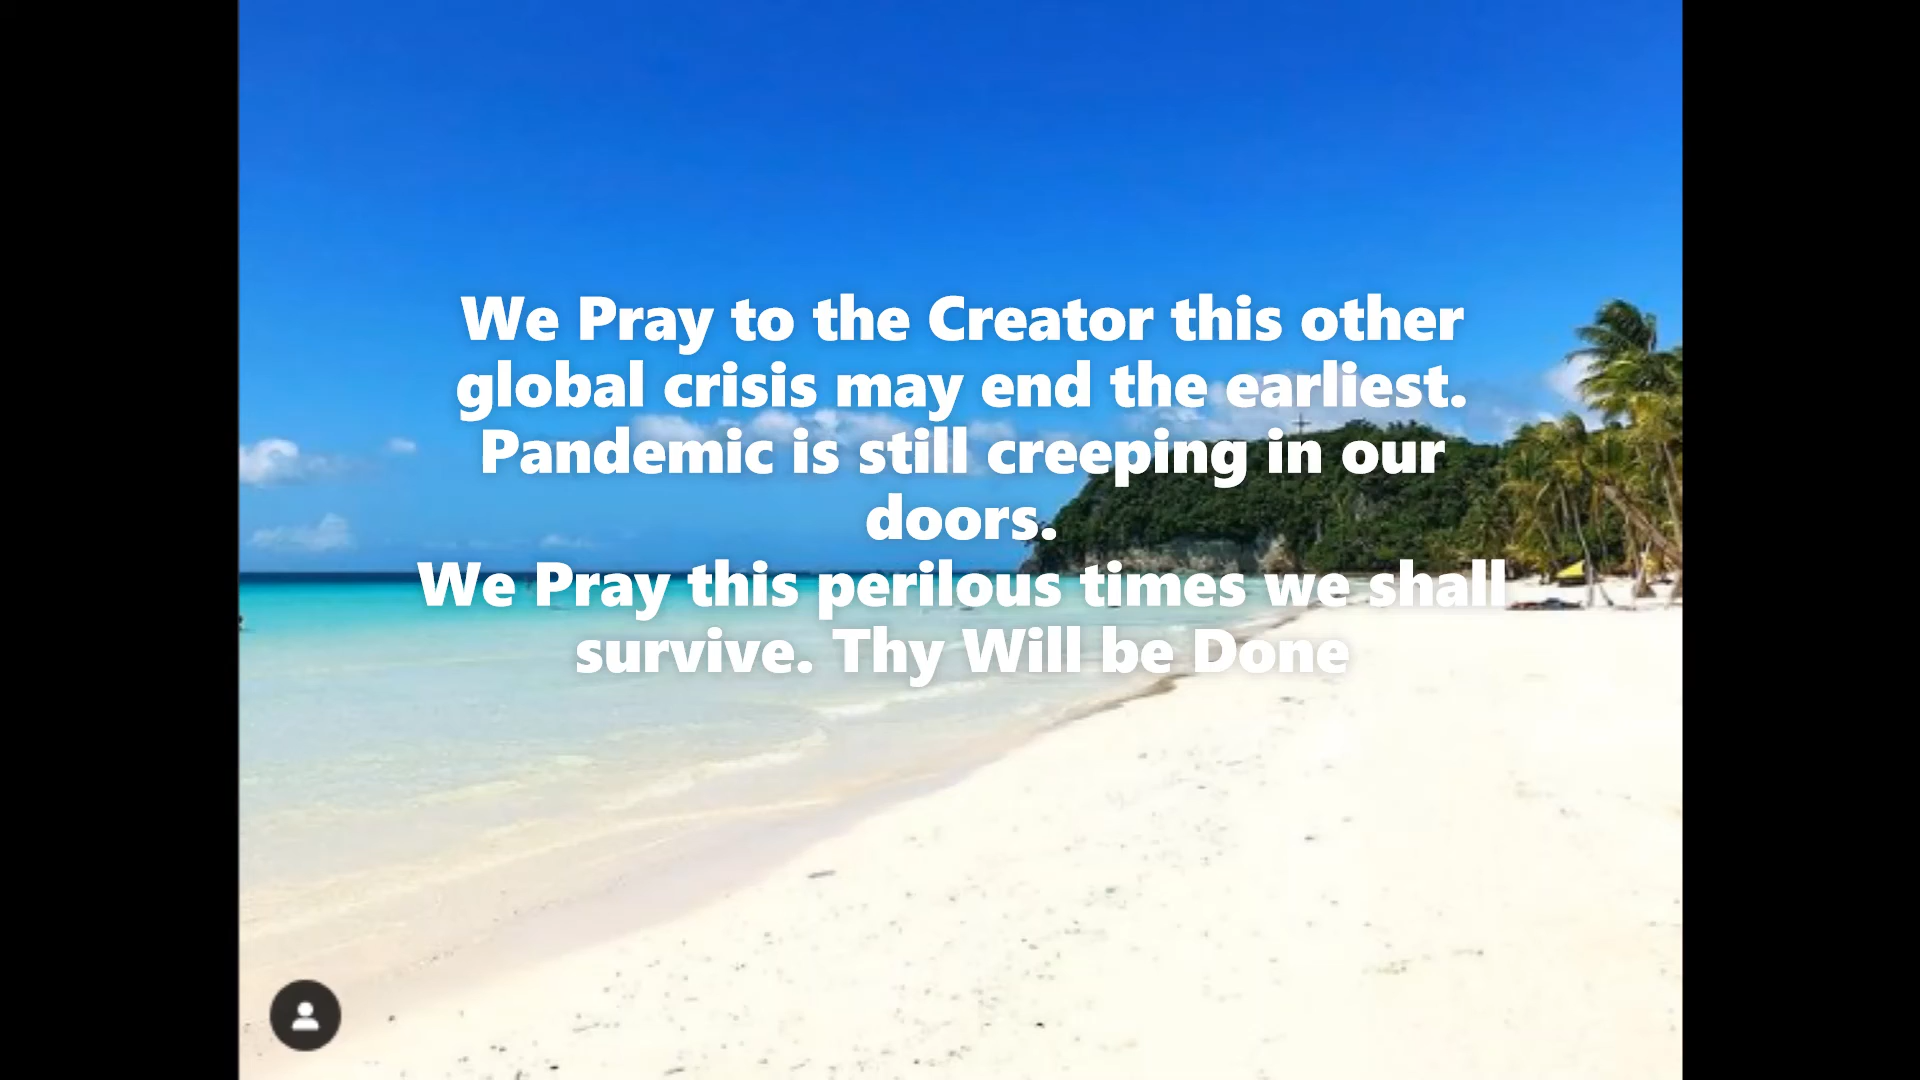 We Pray to the Creator this other
global crisis may end the earliest.
Pandemic is still creeping in our
doors.
We Pray this perilous times we shall
survive. Thy Will be Done